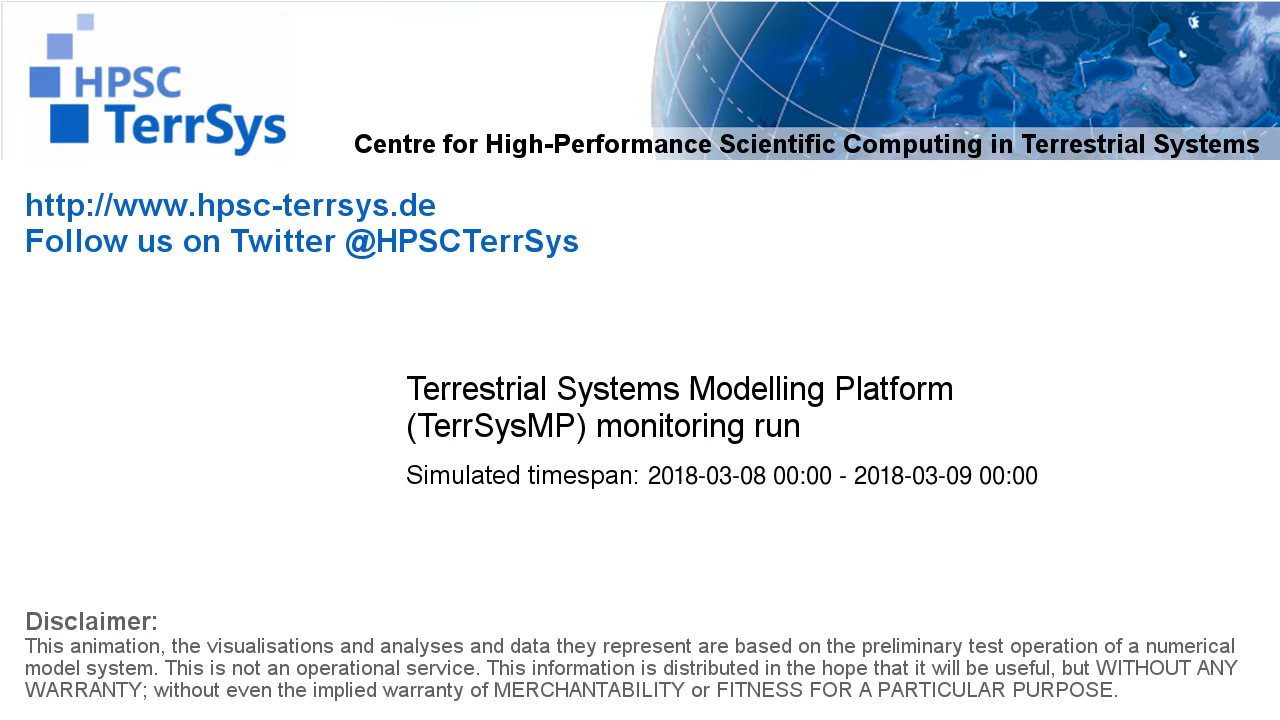 HPSC
TerrSys
Centre for High-Performance Scientific Computing in Terrestrial Systems
http://www.hpsc-terrsys.de
Follow us on Twitter @HPSCTerrSys
Terrestrial Systems Modelling Platform
(TerrSysMP) monitoring run
Simulated timespan: 2018-03-08 00:00 - 2018-03-09 00:00
Disclaimer:
This animation, the visualisations and analyses and data they represent are based on the preliminary test operation of a numerical
model system. This is not an operational service. This information is distributed in the hope that it will be useful, but WITHOUT ANY
WARRANTY; without even the implied warranty of MERCHANTABILITY or FITNESS FOR A PARTICULAR PURPOSE.